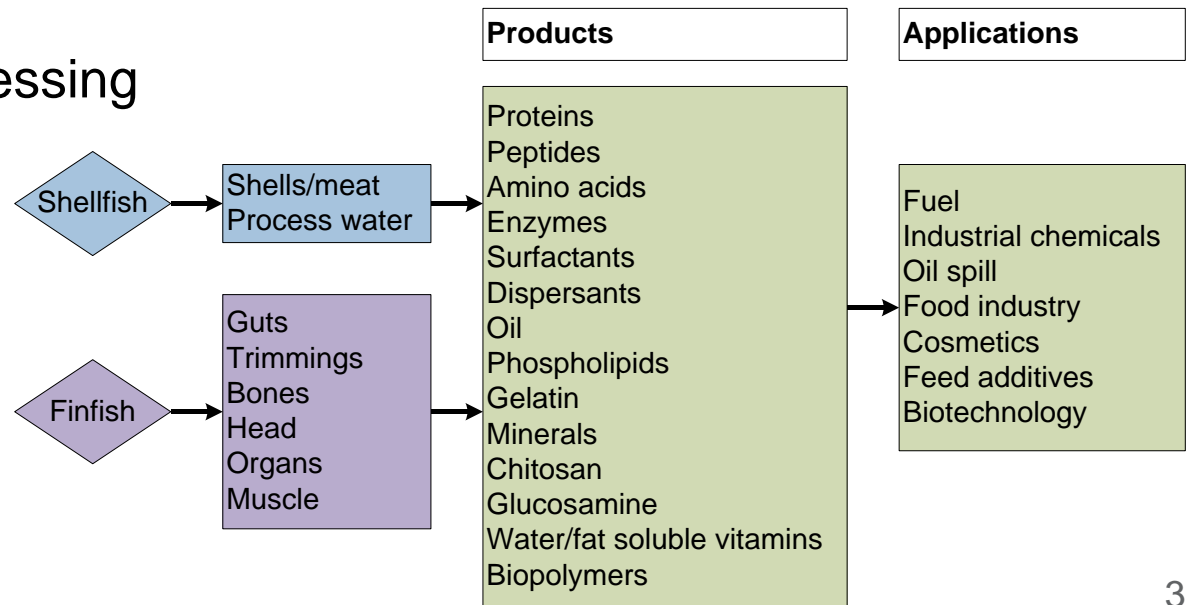 essing
Products
Applications
Shellfish
Shells/meat
Process water
Finfish
Guts
Trimmings
Bones
Head
Organs
Muscle
Proteins
Peptides
Amino acids
Enzymes
Surfactants
Dispersants
Oil
Phospholipids
Gelatin
Minerals
Chitosan
Glucosamine
Water/fat soluble vitamins
Biopolymers
Fuel
Industrial chemicals
Oil spill
Food industry
Cosmetics
Feed additives
Biotechnology
3